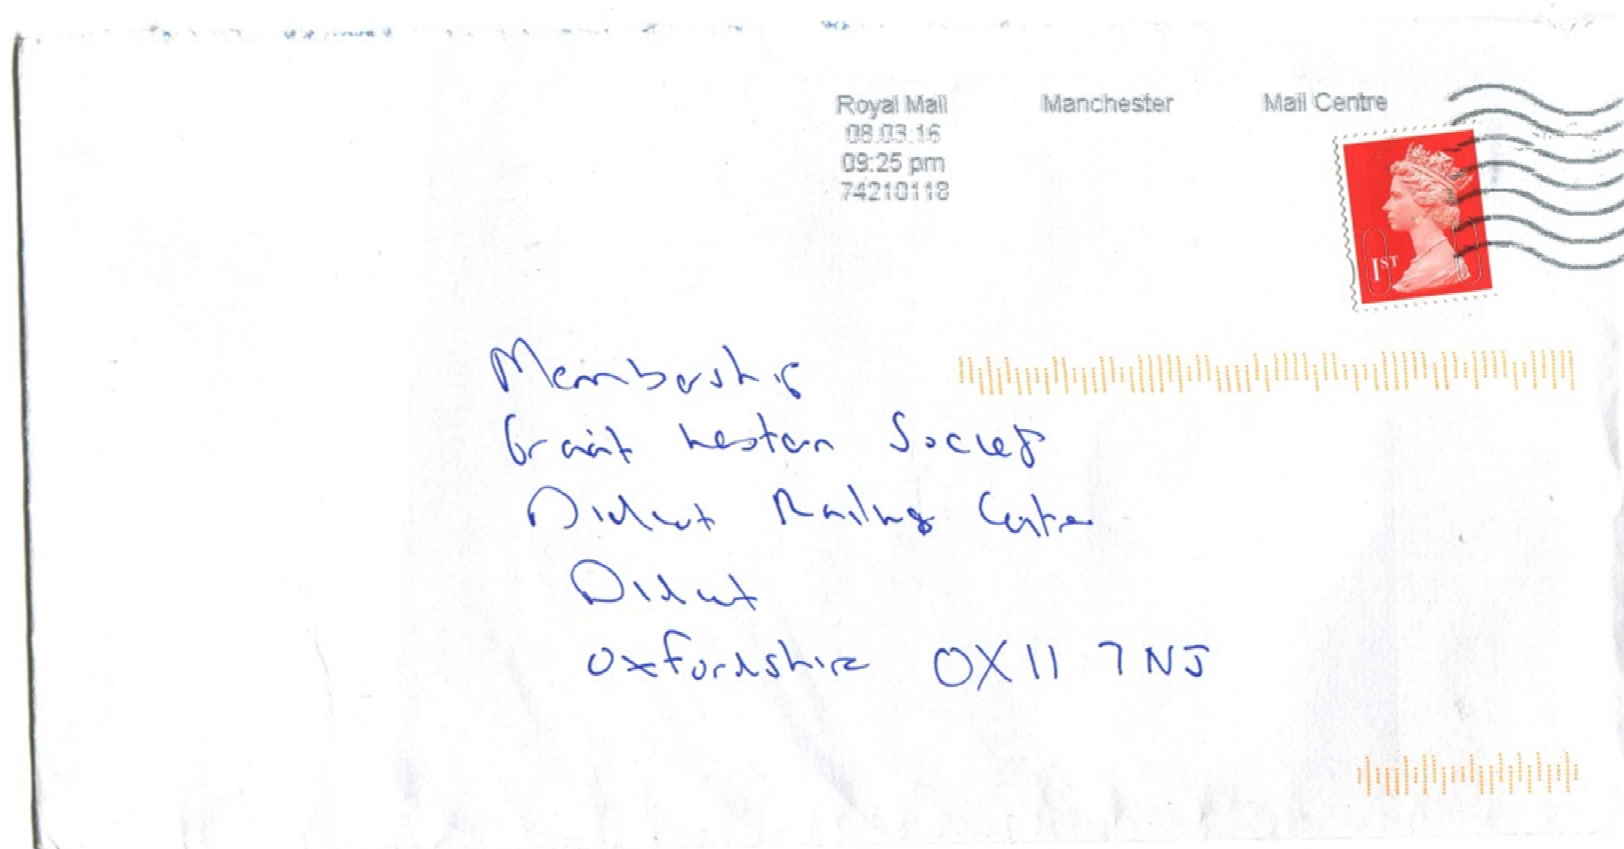 Royal Mail Manchester Mail Centre
08.03.16
09:25 pm
74210118
1ST
Membership
Great Western Society
Didcot Railway Centre
Didcot
Oxfordshire OX11 7NJ